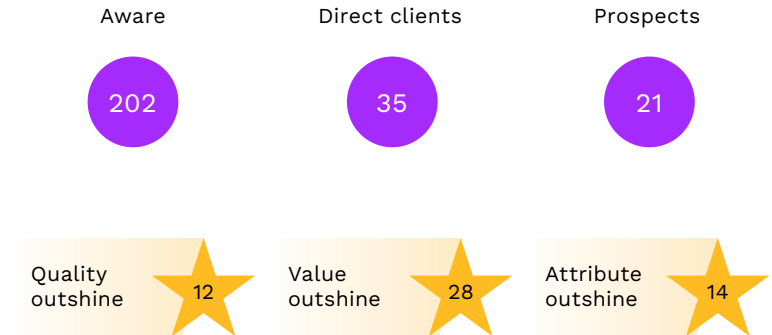 Aware
Direct clients
Prospects
202
35
21
Quality
outshine
12
Value
outshine
28
Attribute
outshine
14